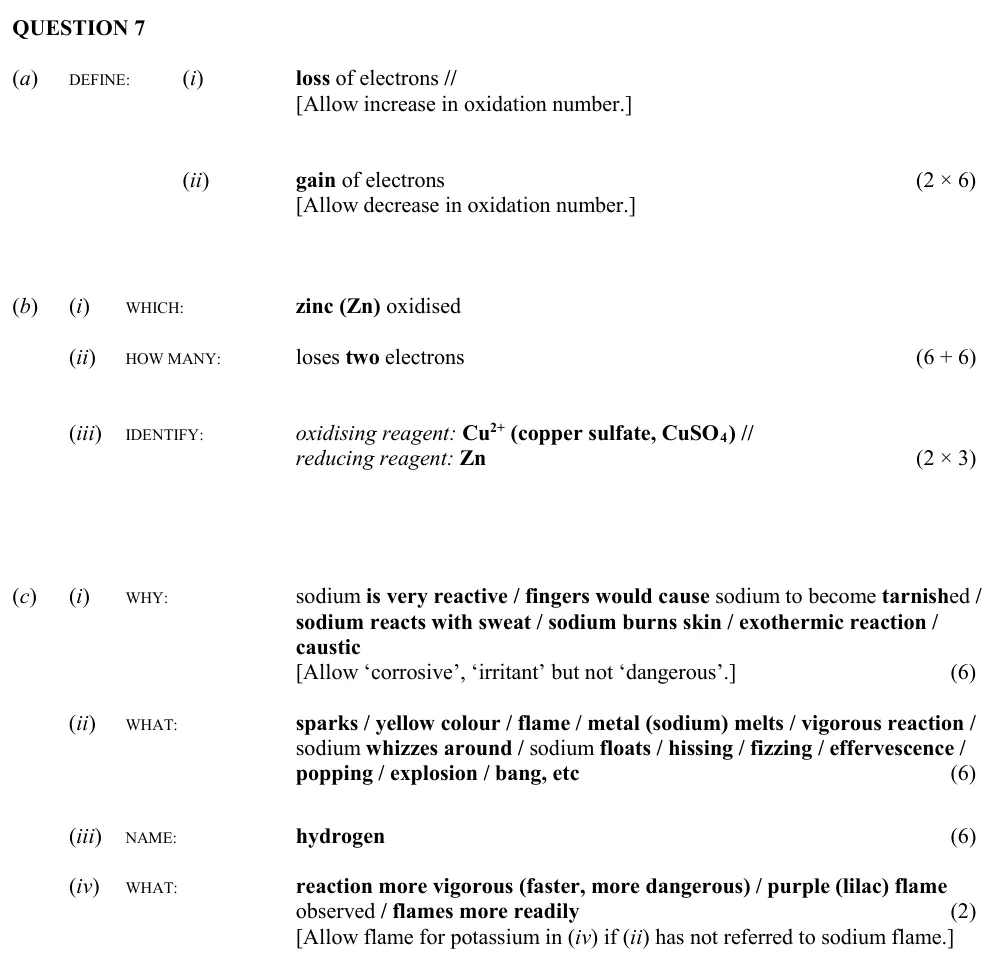 QUESTION 7
(a) DEFINE: (i) loss of electrons //
[Allow increase in oxidation number.]
(ii) gain of electrons (2 × 6)
[Allow decrease in oxidation number.]
(b) (i) WHICH: zinc (Zn) oxidised
(ii) HOW MANY: loses two electrons (6 + 6)
(iii) IDENTIFY: oxidising reagent: Cu²⁺ (copper sulfate, CuSO₄) //
reducing reagent: Zn (2 × 3)
(c) (i) WHY: sodium is very reactive / fingers would cause sodium to become tarnished /
sodium reacts with sweat / sodium burns skin / exothermic reaction /
caustic
[Allow ‘corrosive’, ‘irritant’ but not ‘dangerous’.] (6)
(ii) WHAT: sparks / yellow colour / flame / metal (sodium) melts / vigorous reaction /
sodium whizzes around / sodium floats / hissing / fizzing / effervescence /
popping / explosion / bang, etc (6)
(iii) NAME: hydrogen (6)
(iv) WHAT: reaction more vigorous (faster, more dangerous) / purple (lilac) flame
observed / flames more readily (2)
[Allow flame for potassium in (iv) if (ii) has not referred to sodium flame.]